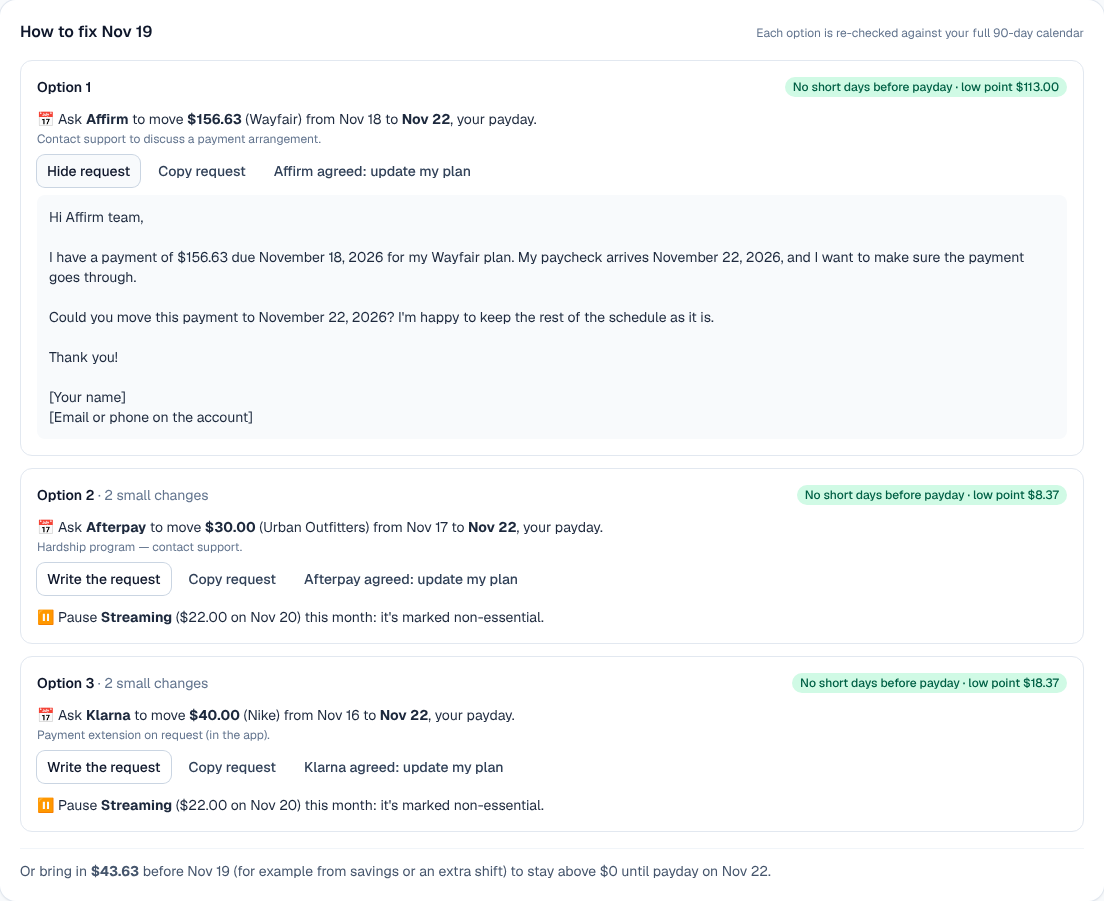 How to fix Nov 19
Each option is re-checked against your full 90-day calendar
Option 1
No short days before payday · low point $113.00
📅 Ask Affirm to move $156.63 (Wayfair) from Nov 18 to Nov 22, your payday.
Contact support to discuss a payment arrangement.
Hide request
Copy request
Affirm agreed: update my plan
Hi Affirm team,
I have a payment of $156.63 due November 18, 2026 for my Wayfair plan. My paycheck arrives November 22, 2026, and I want to make sure the payment
goes through.
Could you move this payment to November 22, 2026? I'm happy to keep the rest of the schedule as it is.
Thank you!
[Your name]
[Email or phone on the account]
Option 2 · 2 small changes
No short days before payday · low point $8.37
📅 Ask Afterpay to move $30.00 (Urban Outfitters) from Nov 17 to Nov 22, your payday.
Hardship program — contact support.
Write the request
Copy request
Afterpay agreed: update my plan
⏸️ Pause Streaming ($22.00 on Nov 20) this month: it's marked non-essential.
Option 3 · 2 small changes
No short days before payday · low point $18.37
📅 Ask Klarna to move $40.00 (Nike) from Nov 16 to Nov 22, your payday.
Payment extension on request (in the app).
Write the request
Copy request
Klarna agreed: update my plan
⏸️ Pause Streaming ($22.00 on Nov 20) this month: it's marked non-essential.
Or bring in $43.63 before Nov 19 (for example from savings or an extra shift) to stay above $0 until payday on Nov 22.